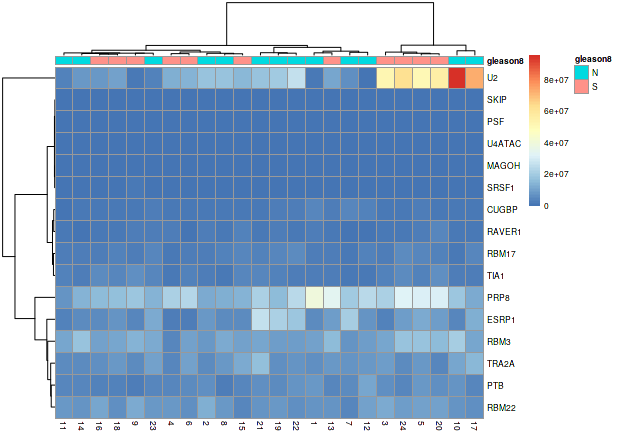 gleason8
gleason8
N
S
8e+07
6e+07
4e+07
2e+07
0
U2
SKIP
PSF
U4ATAC
MAGOH
SRSF1
CUGBP
RAVER1
RBM17
TIA1
PRP8
ESRP1
RBM3
TRA2A
PTB
RBM22
11 14 16 18 9 23 4 6 2 8 15 21 19 22 1 13 7 12 3 24 5 20 10 17